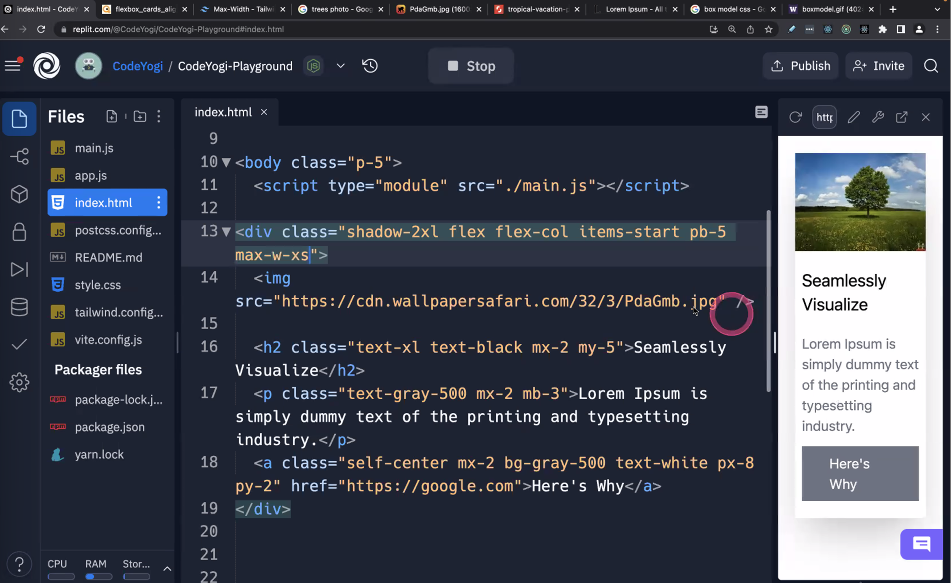 index.html - CodeY
flexbox_cards_alig
Max-Width - Tailw
trees photo - Goog
PdaGmb.jpg (1600
tropical-vacation-p
Lorem Ipsum - All t
box model css - Go
boxmodel.gif (402
replit.com/@CodeYogi/CodeYogi-Playground#index.html
CodeYogi / CodeYogi-Playground
Stop
Publish
Invite
Files
main.js
app.js
index.html
postcss.config...
README.md
style.css
tailwind.config...
vite.config.js
Packager files
package-lock.j...
package.json
yarn.lock
CPU RAM Stor...
index.html
9
10 <body class="p-5">
11 <script type="module" src="./main.js"></script>
12
13 <div class="shadow-2xl flex flex-col items-start pb-5
max-w-xs">
14 <img
src="https://cdn.wallpapersafari.com/32/3/PdaGmb.jpg" />
15
16 <h2 class="text-xl text-black mx-2 my-5">Seamlessly
Visualize</h2>
17 <p class="text-gray-500 mx-2 mb-3">Lorem Ipsum is
simply dummy text of the printing and typesetting
industry.</p>
18 <a class="self-center mx-2 bg-gray-500 text-white px-8
py-2" href="https://google.com">Here's Why</a>
19 </div>
20
21
22
http
Seamlessly
Visualize
Lorem Ipsum is
simply dummy text
of the printing and
typesetting
industry.
Here's
Why